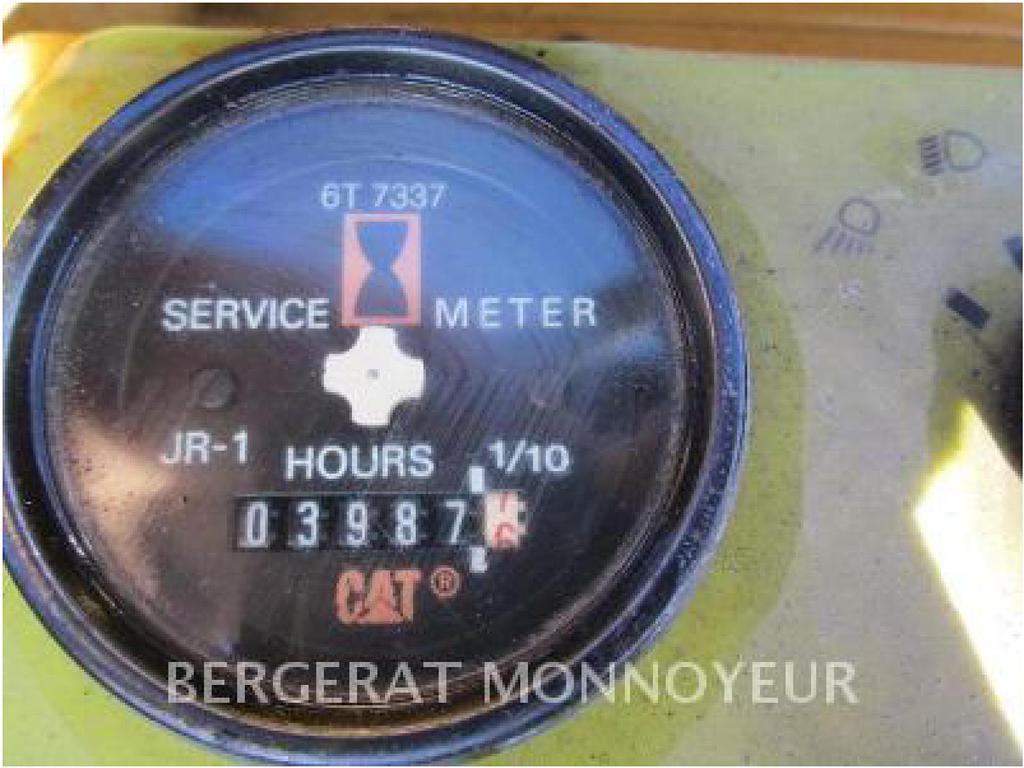 6T 7337
SERVICE METER
JR-1 HOURS 1/10
03987
CAT®
BERGERAT MONNOYEUR